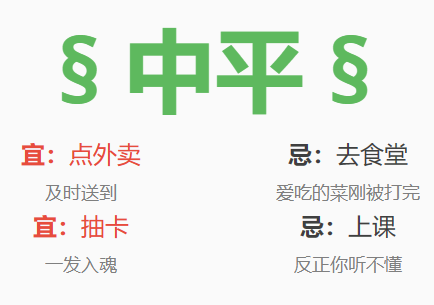 § 中平 §
宜：点外卖 忌：去食堂
及时送到 爱吃的菜刚被打完
宜：抽卡 忌：上课
一发入魂 反正你听不懂